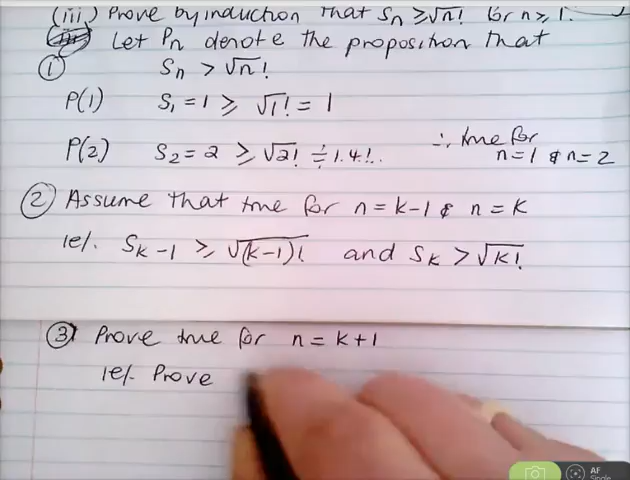 (iii) Prove by induction that Sn ≥ √n! for n ≥ 1.
Let Pn denote the proposition that
① Sn > √n!
P(1) S1 = 1 ≥ √1! = 1
P(2) S2 = 2 ≥ √2! ≑ 1.4!.. ∴ true for n=1 & n=2
② Assume that true for n = k-1 & n = k
ie/. Sk-1 ≥ √(k-1)! and Sk > √k!
③ Prove true for n = k+1
ie/. Prove
AF
Single